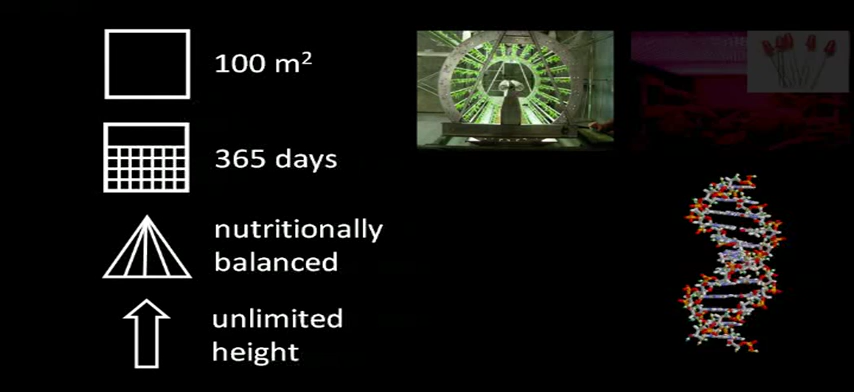 100 m²
365 days
nutritionally
balanced
unlimited
height